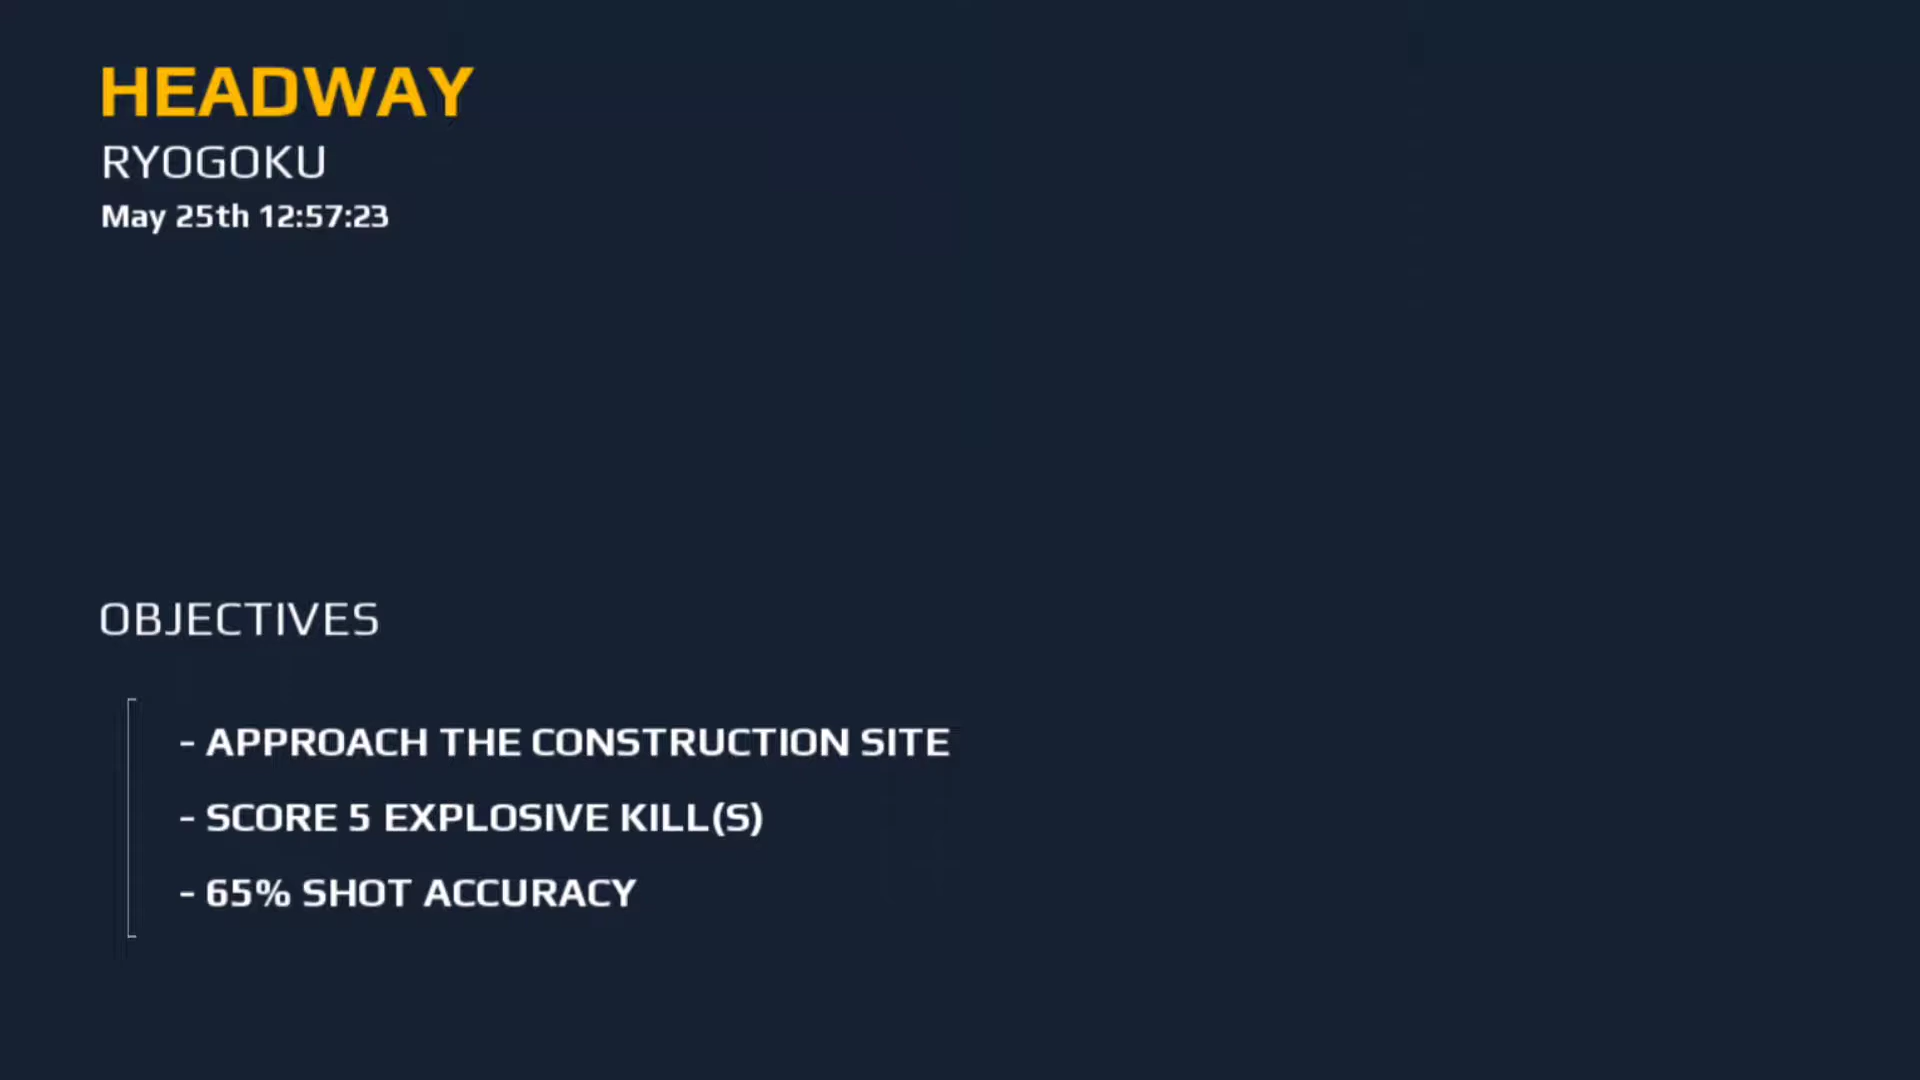 HEADWAY
RYOGOKU
May 25th 12:57:23
OBJECTIVES
- APPROACH THE CONSTRUCTION SITE
- SCORE 5 EXPLOSIVE KILL(S)
- 65% SHOT ACCURACY